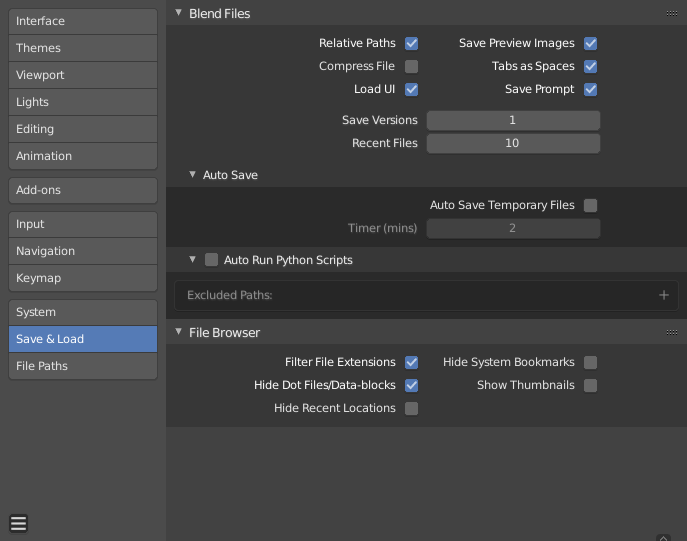 Interface
Themes
Viewport
Lights
Editing
Animation
Add-ons
Input
Navigation
Keymap
System
Save & Load
File Paths
Blend Files
Relative Paths
Save Preview Images
Compress File
Tabs as Spaces
Load UI
Save Prompt
Save Versions 1
Recent Files 10
Auto Save
Auto Save Temporary Files
Timer (mins) 2
Auto Run Python Scripts
Excluded Paths:
File Browser
Filter File Extensions
Hide System Bookmarks
Hide Dot Files/Data-blocks
Show Thumbnails
Hide Recent Locations